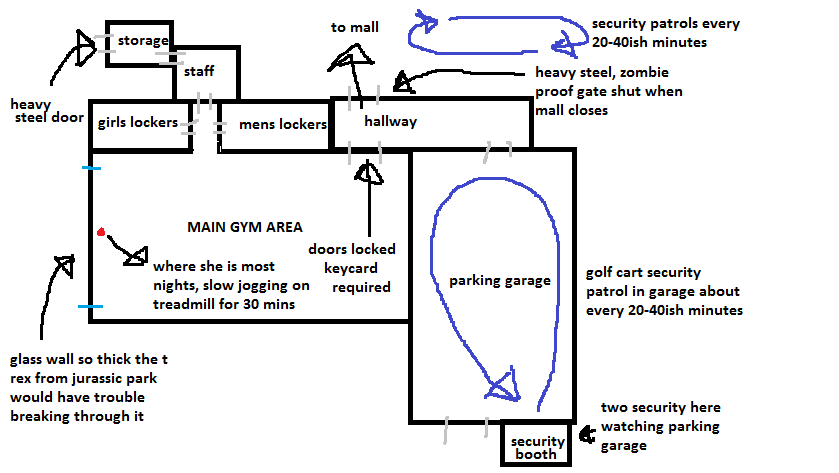 storage
staff
heavy
steel door
girls lockers
mens lockers
to mall
security patrols every
20-40ish minutes
heavy steel, zombie
proof gate shut when
mall closes
hallway
MAIN GYM AREA
where she is most
nights, slow jogging on
treadmill for 30 mins
doors locked
keycard
required
parking garage
golf cart security
patrol in garage about
every 20-40ish minutes
glass wall so thick the t
rex from jurassic park
would have trouble
breaking through it
security
booth
two security here
watching parking
garage